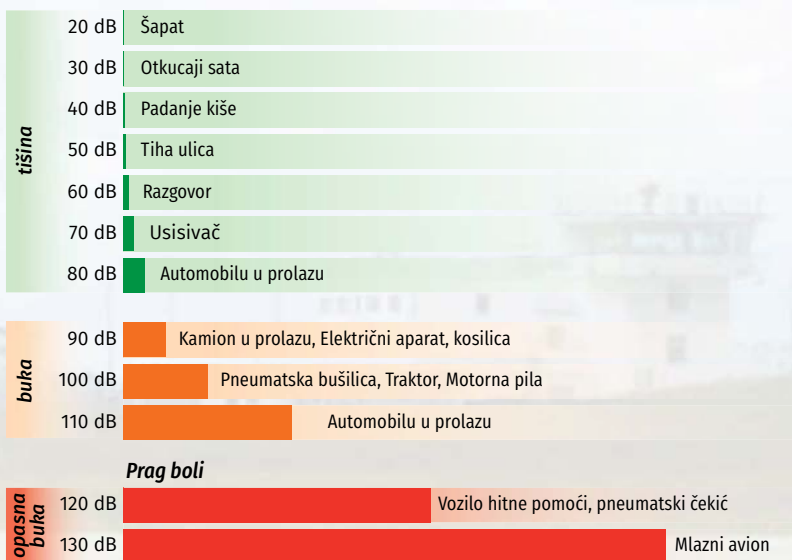 tišina
20 dB Šapat
30 dB Otkucaji sata
40 dB Padanje kiše
50 dB Tiha ulica
60 dB Razgovor
70 dB Usisivač
80 dB Automobilu u prolazu
buka
90 dB Kamion u prolazu, Električni aparat, kosilica
100 dB Pneumatska bušilica, Traktor, Motorna pila
110 dB Automobilu u prolazu
Prag boli
opasna
buka
120 dB Vozilo hitne pomoći, pneumatski čekić
130 dB Mlazni avion